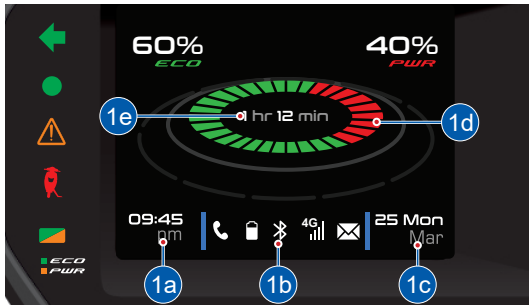 60% 40%
ECO PWR
1e 1 hr 12 min 1d
09:45 4G 25 Mon
pm Mar
ECO
PWR
1a 1b 1c